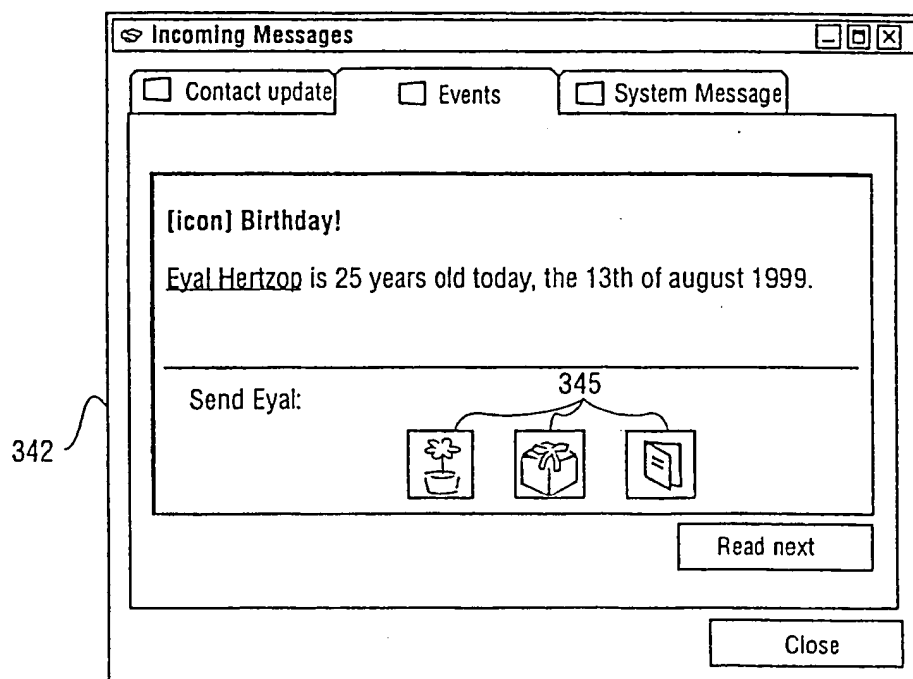 Incoming Messages
Contact update Events System Message
[icon] Birthday!
Eyal Hertzop is 25 years old today, the 13th of august 1999.
345
Send Eyal:
342
Read next
Close